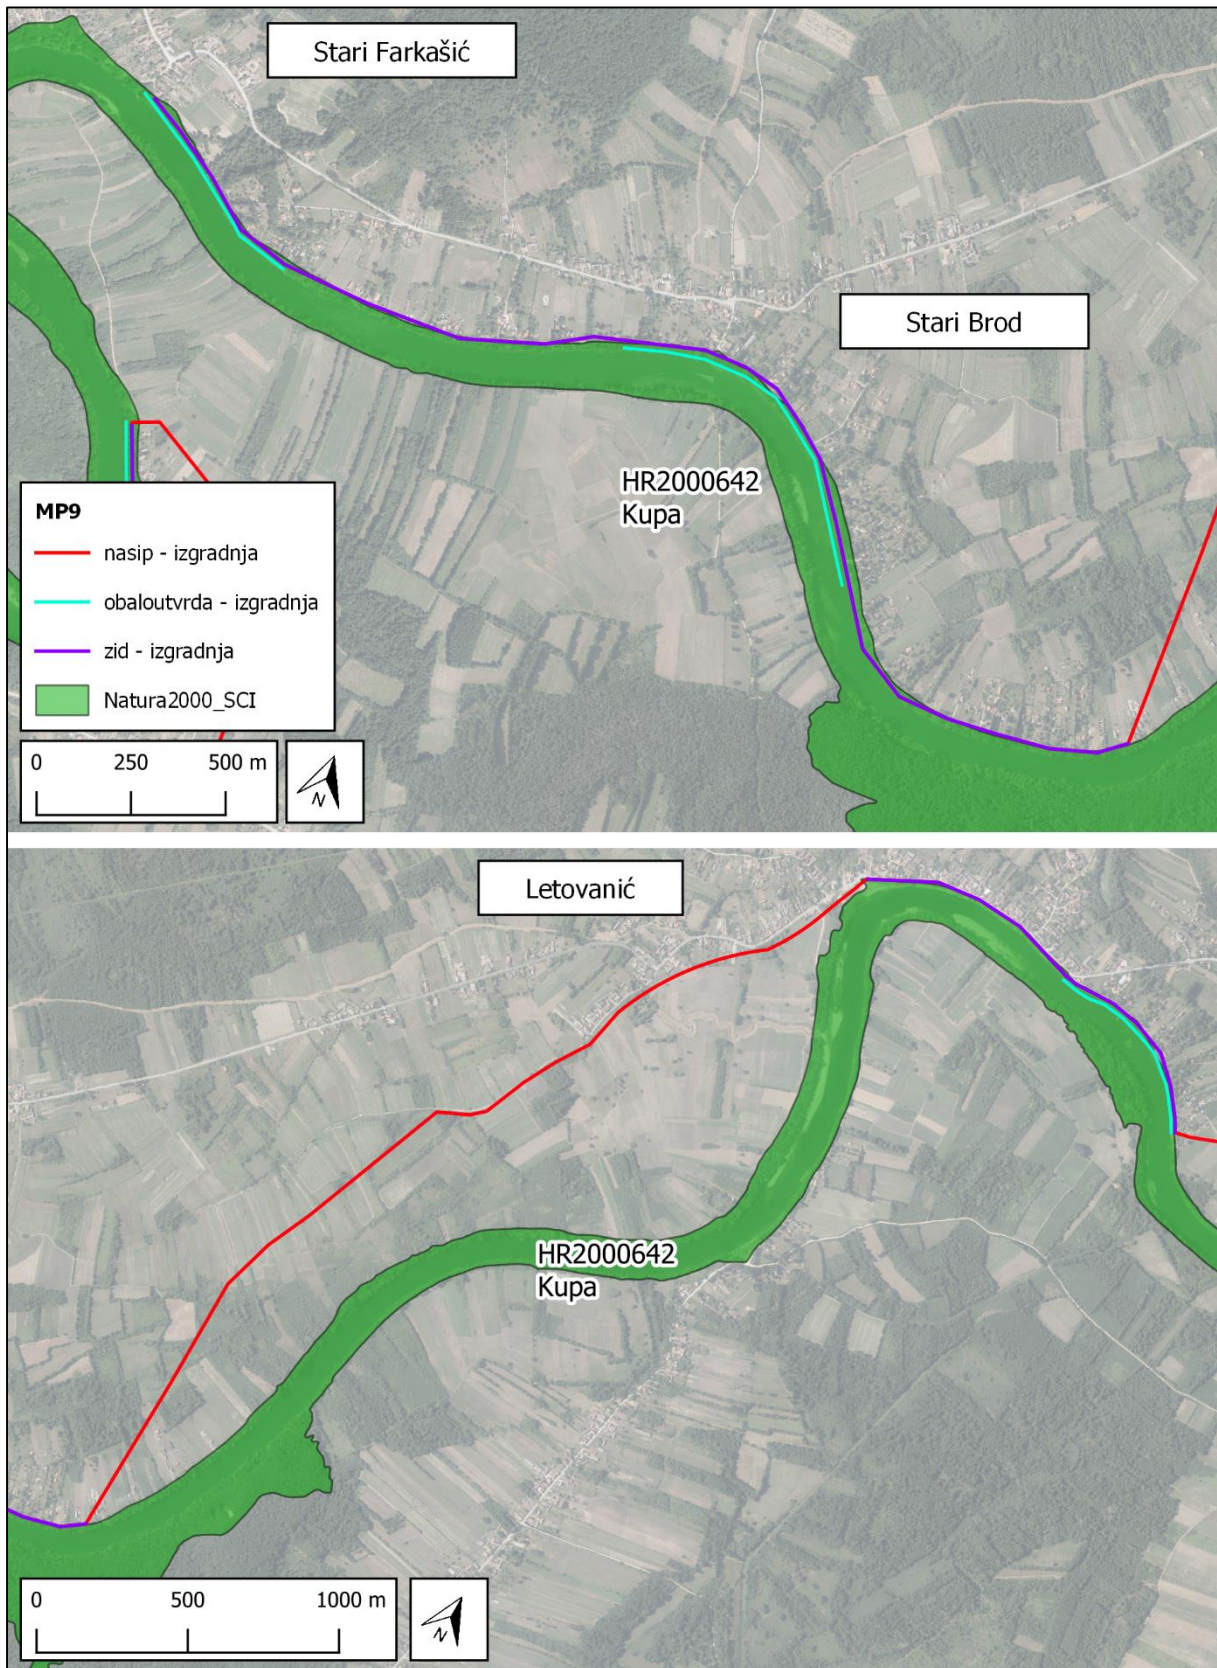 Stari Farkašić
Stari Brod
HR2000642
Kupa
MP9
nasip - izgradnja
obaloutvrda - izgradnja
zid - izgradnja
Natura2000_SCI
0 250 500 m
N
Letovanić
HR2000642
Kupa
0 500 1000 m
N